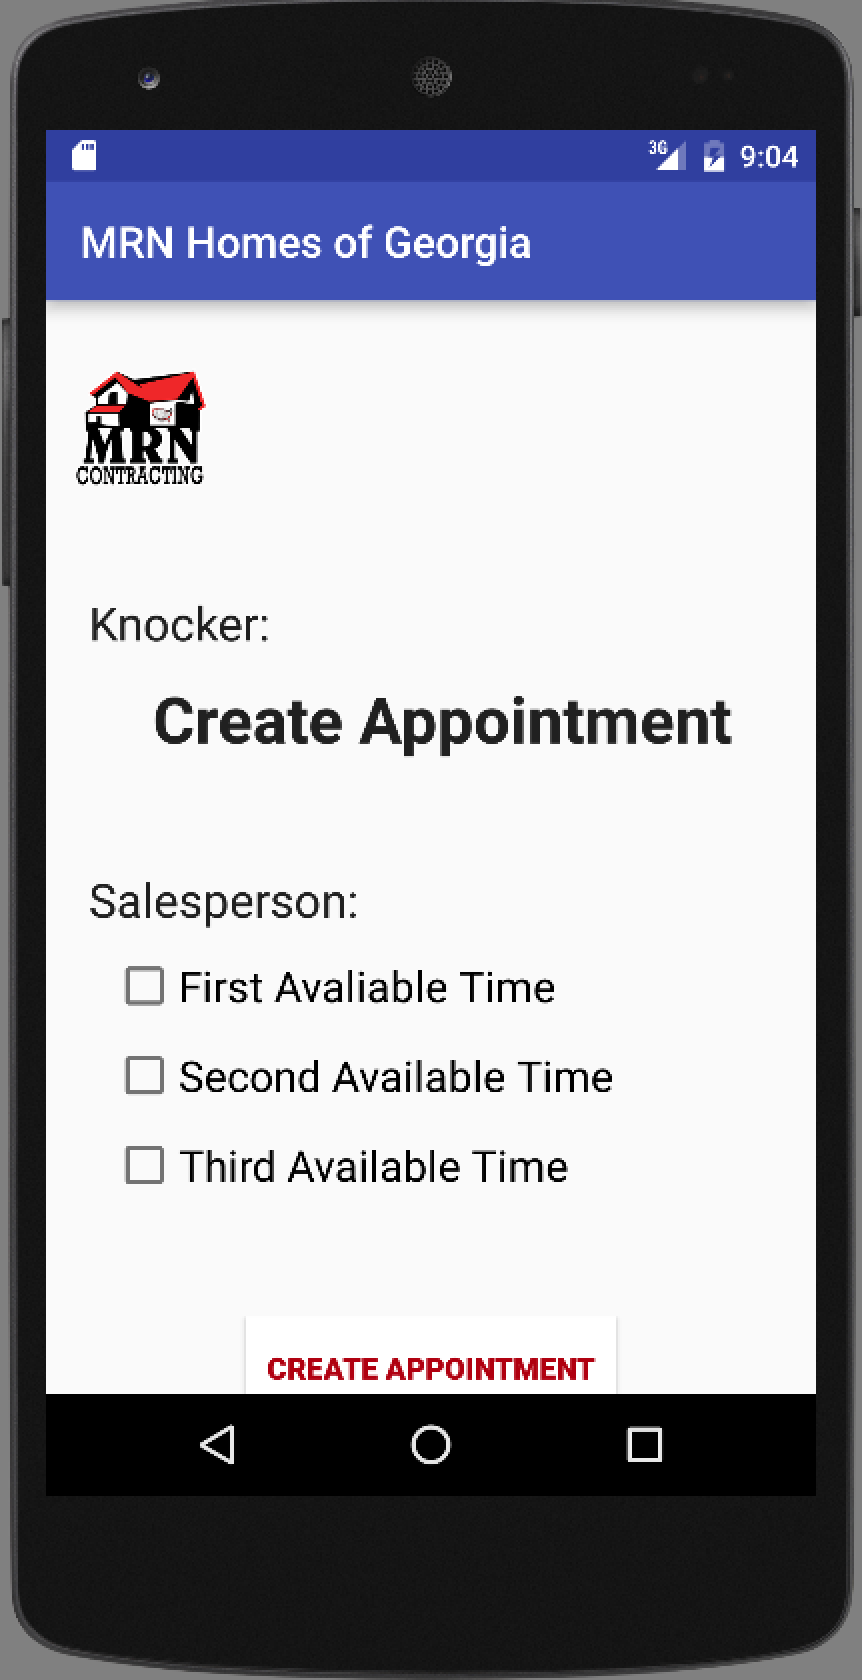 3G 9:04
MRN Homes of Georgia
MRN
CONTRACTING
Knocker:
Create Appointment
Salesperson:
First Avaliable Time
Second Available Time
Third Available Time
CREATE APPOINTMENT